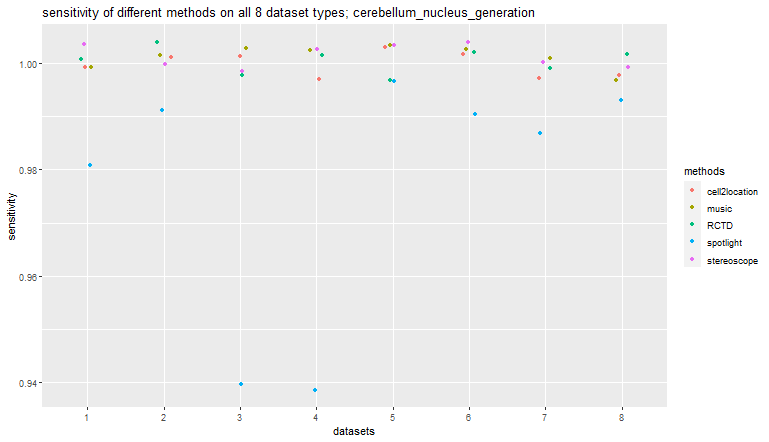 sensitivity of different methods on all 8 dataset types; cerebellum_nucleus_generation
1.00
0.98
0.96
0.94
sensitivity
1 2 3 4 5 6 7 8
datasets
methods
cell2location
music
RCTD
spotlight
stereoscope